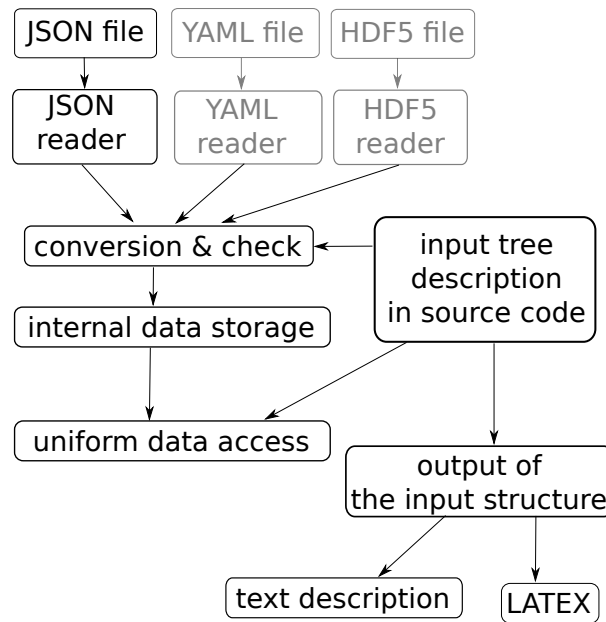 JSON file
YAML file
HDF5 file
JSON
reader
YAML
reader
HDF5
reader
conversion & check
input tree
description
in source code
internal data storage
uniform data access
output of
the input structure
text description
LATEX